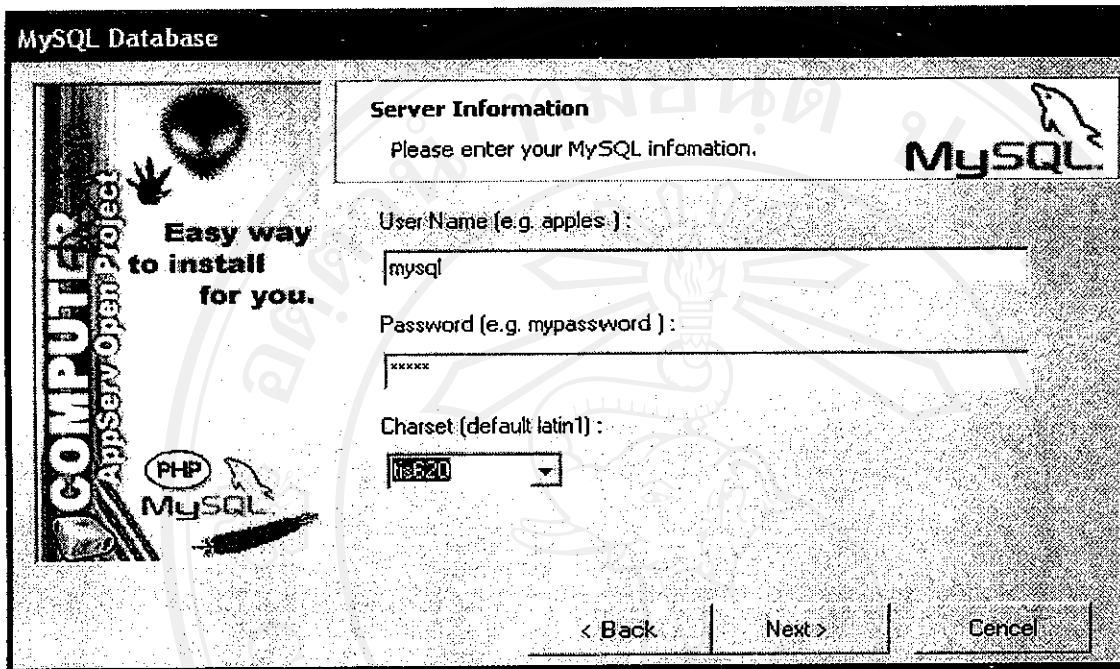 MySQL Database
COMPUTER
AppServ Open Project
Easy way
to install
for you.
PHP
MySQL
Server Information
Please enter your MySQL infomation.
MySQL
User Name (e.g. apples ) :
mysql
Password (e.g. mypassword ) :
*****
Charset (default latin1) :
tis620
< Back
Next >
Cencel